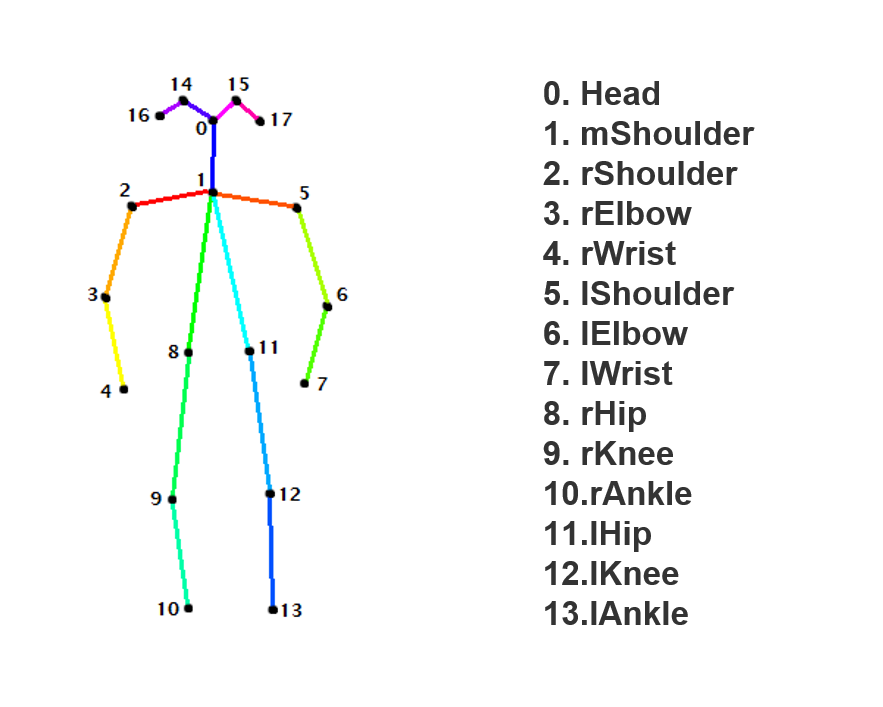 14 15
16 0 17
1
2 5
3 6
8 11
4 7
9 12
10 13
0. Head
1. mShoulder
2. rShoulder
3. rElbow
4. rWrist
5. lShoulder
6. lElbow
7. lWrist
8. rHip
9. rKnee
10.rAnkle
11.lHip
12.lKnee
13.lAnkle